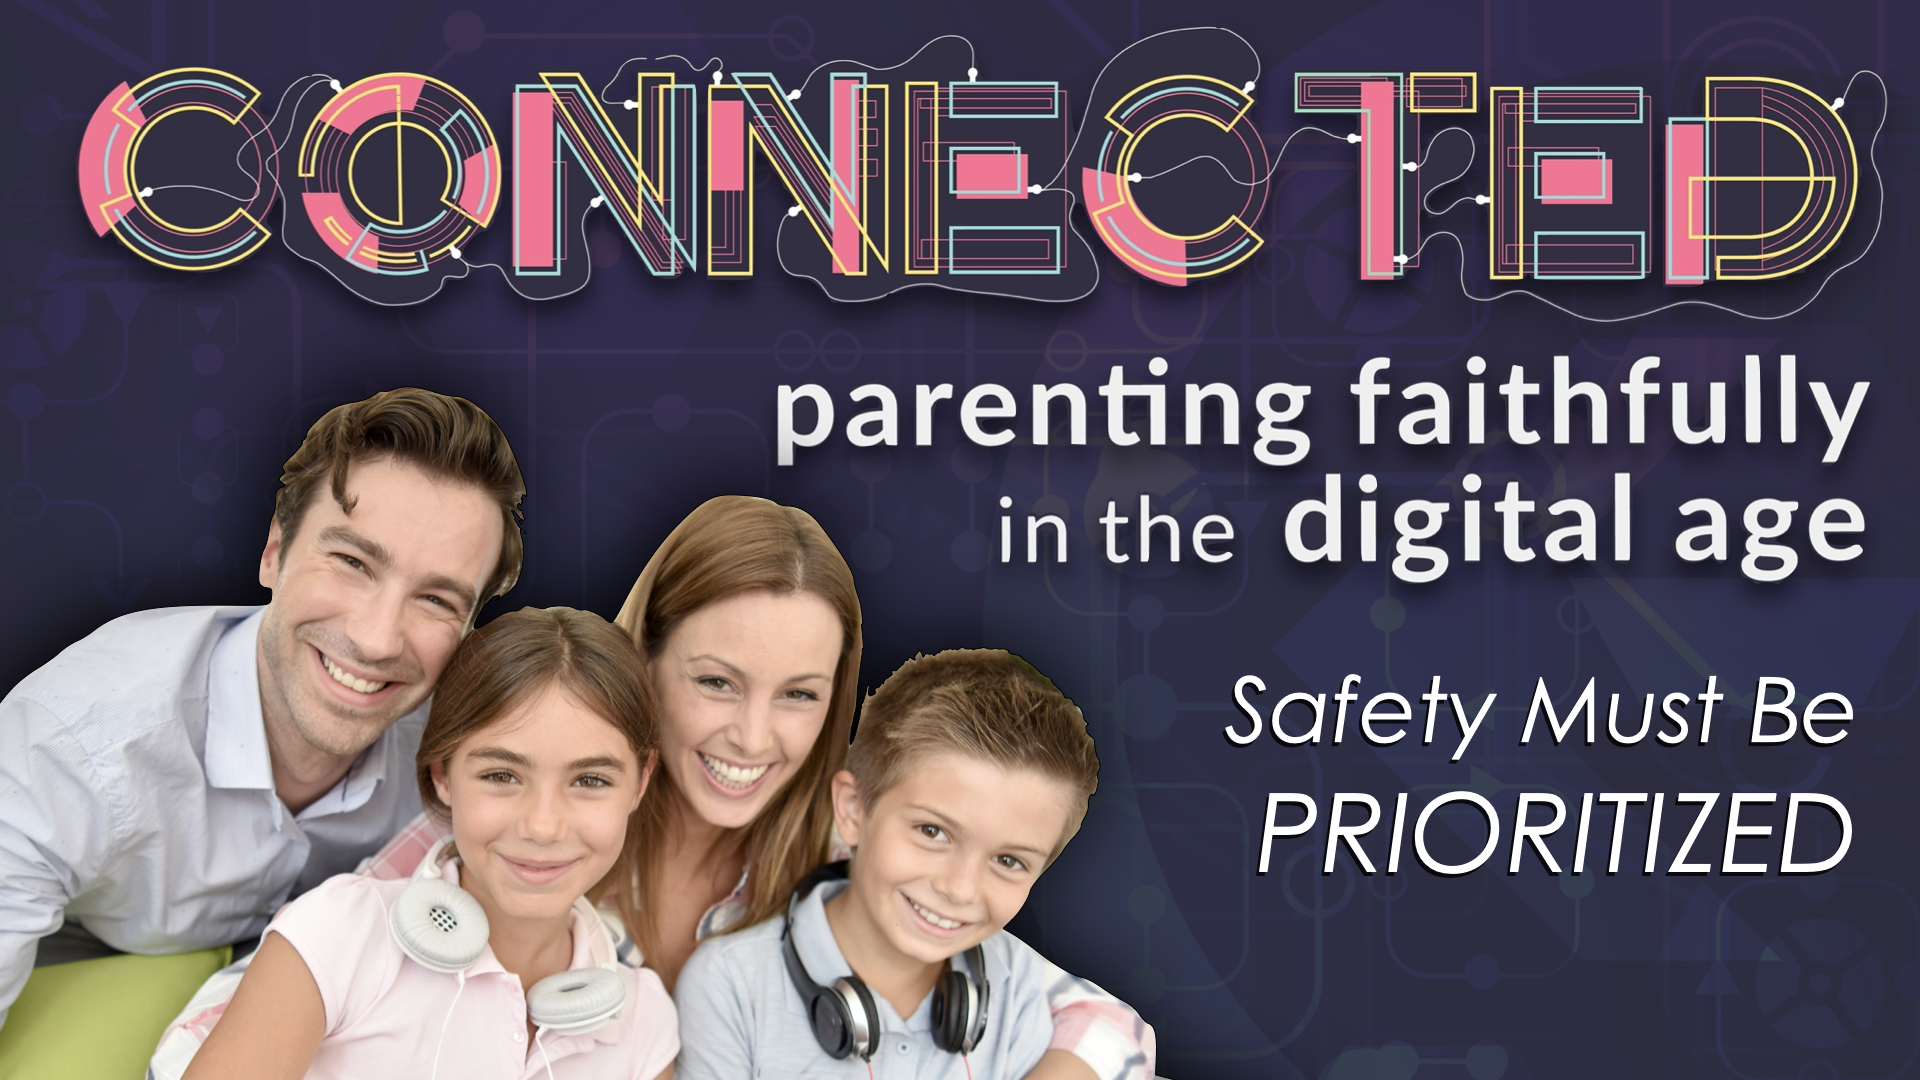 CONNECTED
parenting faithfully
in the digital age
Safety Must Be
PRIORITIZED